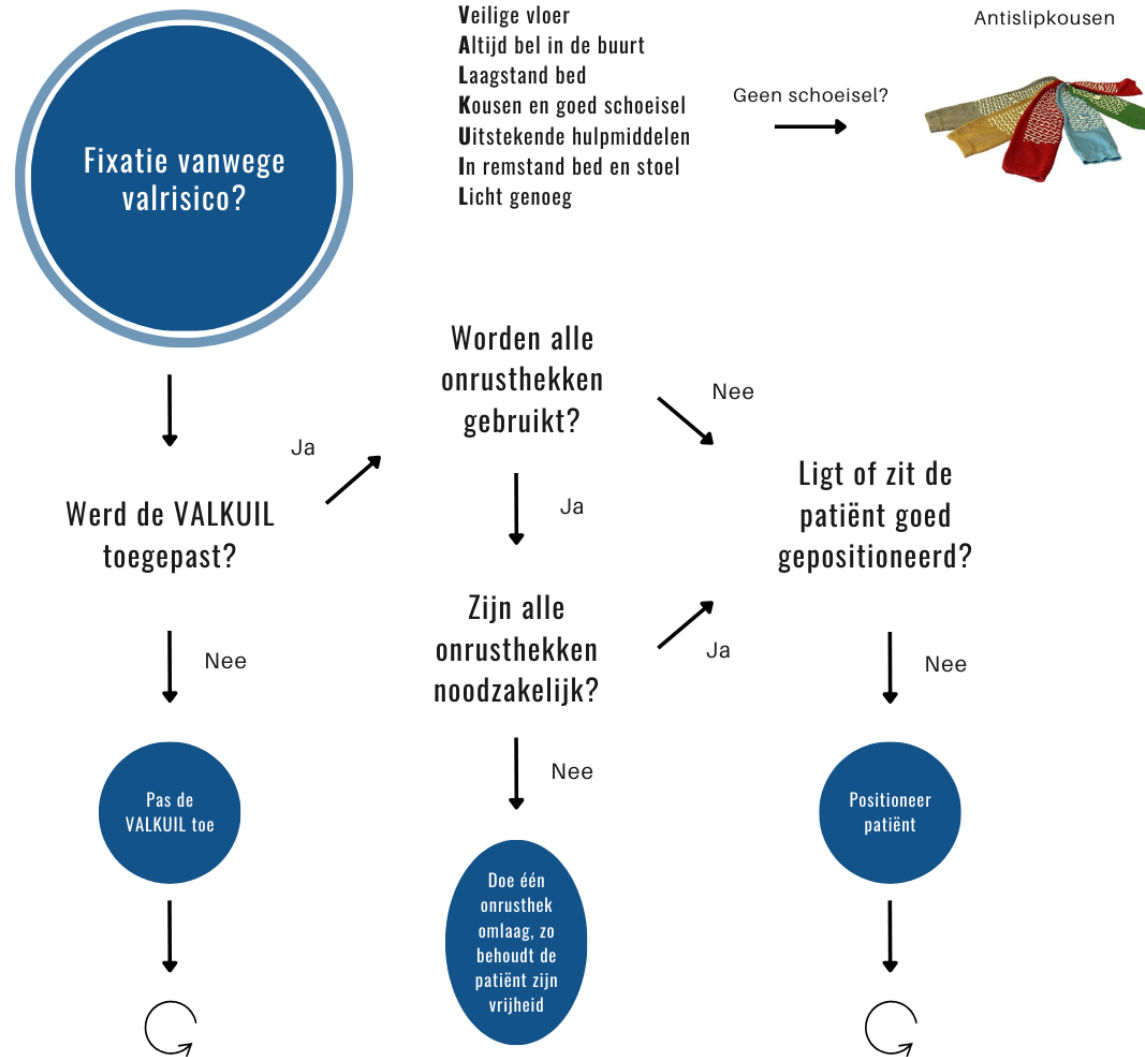 Veilige vloer
Altijd bel in de buurt
Laagstand bed
Kousen en goed schoeisel
Uitstekende hulpmiddelen
In remstand bed en stoel
Licht genoeg
Geen schoeisel?
Antislipkousen
Fixatie vanwege
valrisico?
Werd de VALKUIL
toegepast?
Ja
Nee
Pas de
VALKUIL toe
Worden alle
onrusthekken
gebruikt?
Nee
Ja
Zijn alle
onrusthekken
noodzakelijk?
Ja
Nee
Doe één
onrusthek
omlaag, zo
behoudt de
patiënt zijn
vrijheid
Ligt of zit de
patiënt goed
gepositioneerd?
Nee
Positioneer
patiënt